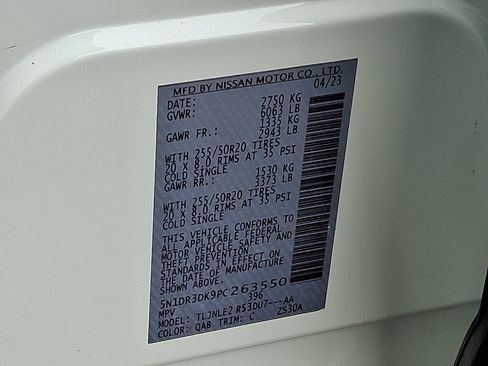 MFD BY NISSAN MOTOR CO., LTD.
DATE: 04/23
GVWR: 2750 KG
6063 LB
GAWR FR.: 1335 KG
2943 LB
WITH 255/50R20 TIRES
20 X 8.0 RIMS AT 35 PSI
COLD SINGLE
GAWR RR.: 1530 KG
3373 LB
WITH 255/50R20 TIRES
20 X 8.0 RIMS AT 35 PSI
COLD SINGLE
THIS VEHICLE CONFORMS TO
ALL APPLICABLE FEDERAL
MOTOR VEHICLE SAFETY AND
THEFT PREVENTION
STANDARDS IN EFFECT ON
THE DATE OF MANUFACTURE
SHOWN ABOVE.
5N1DR3DK9PC263550
MPV 396
MODEL: TLJNLE2 R53DU7---AA
COLOR: QAB TRIM: C ZS30A